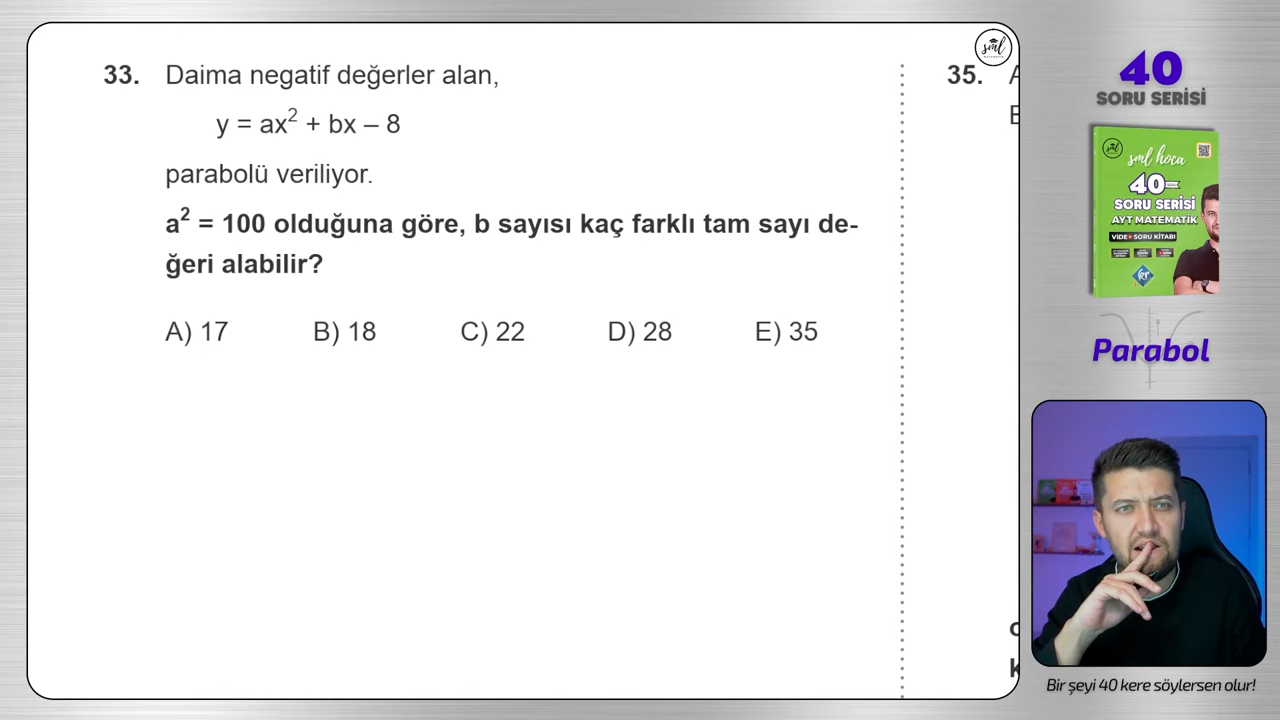 33. Daima negatif değerler alan,
y = ax² + bx – 8
parabolü veriliyor.
a² = 100 olduğuna göre, b sayısı kaç farklı tam sayı de-
ğeri alabilir?
A) 17 B) 18 C) 22 D) 28 E) 35
35.
sml
40
SORU SERİSİ
sml hoca
40
SORU SERİSİ
AYT MATEMATİK
VİDEO SORU KİTABI
Parabol
Bir şeyi 40 kere söylersen olur!